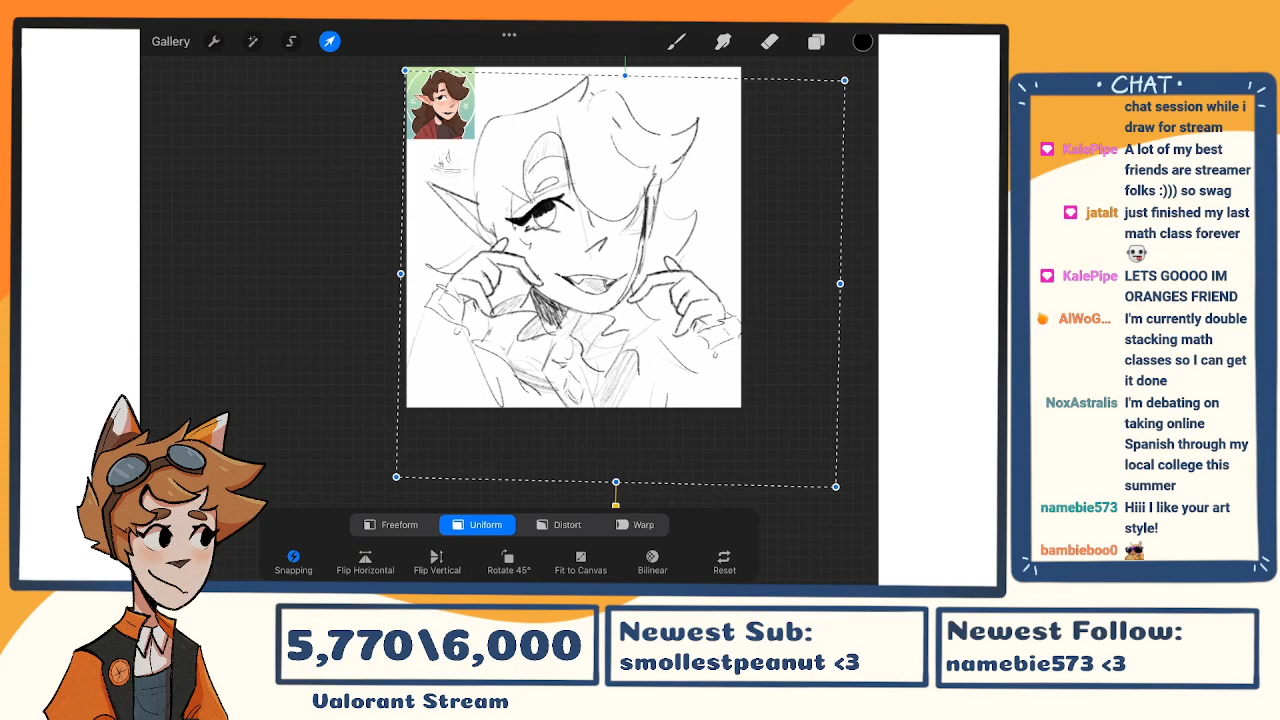 Gallery
Freeform
Uniform
Distort
Warp
Snapping
Flip Horizontal
Flip Vertical
Rotate 45°
Fit to Canvas
Bilinear
Reset
• CHAT •
chat session while i
draw for stream
KalePipe A lot of my best
friends are streamer
folks :))) so swag
jatalt just finished my last
math class forever
KalePipe LETS GOOOO IM
ORANGES FRIEND
AlWoG... I'm currently double
stacking math
classes so I can get
it done
NoxAstralis I'm debating on
taking online
Spanish through my
local college this
summer
namebie573 Hiii I like your art
style!
bambieboo0
5,770\6,000
Valorant Stream
Newest Sub:
smollestpeanut <3
Newest Follow:
namebie573 <3